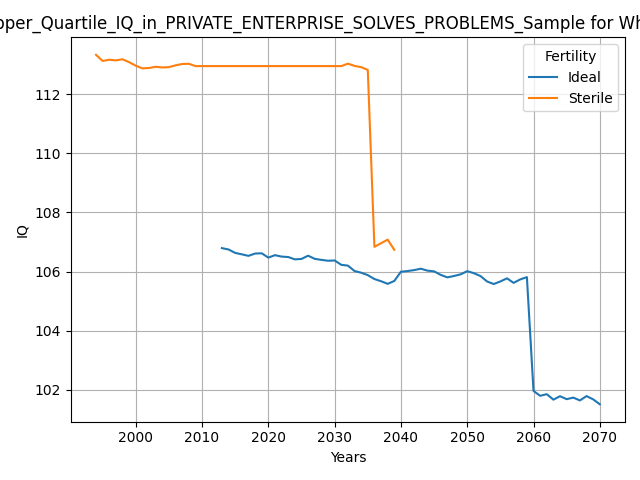 pper_Quartile_IQ_in_PRIVATE_ENTERPRISE_SOLVES_PROBLEMS_Sample for Wh
Fertility
Ideal
Sterile
112
110
108
106
104
102
IQ
2000 2010 2020 2030 2040 2050 2060 2070
Years